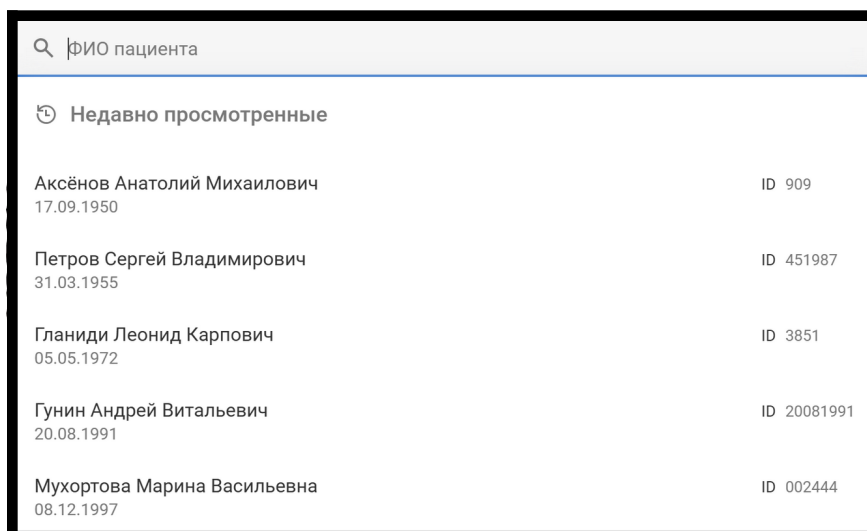 ФИО пациента
Недавно просмотренные
Аксёнов Анатолий Михаилович
ID 909
17.09.1950
Петров Сергей Владимирович
ID 451987
31.03.1955
Гланиди Леонид Карпович
ID 3851
05.05.1972
Гунин Андрей Витальевич
ID 20081991
20.08.1991
Мухортова Марина Васильевна
ID 002444
08.12.1997